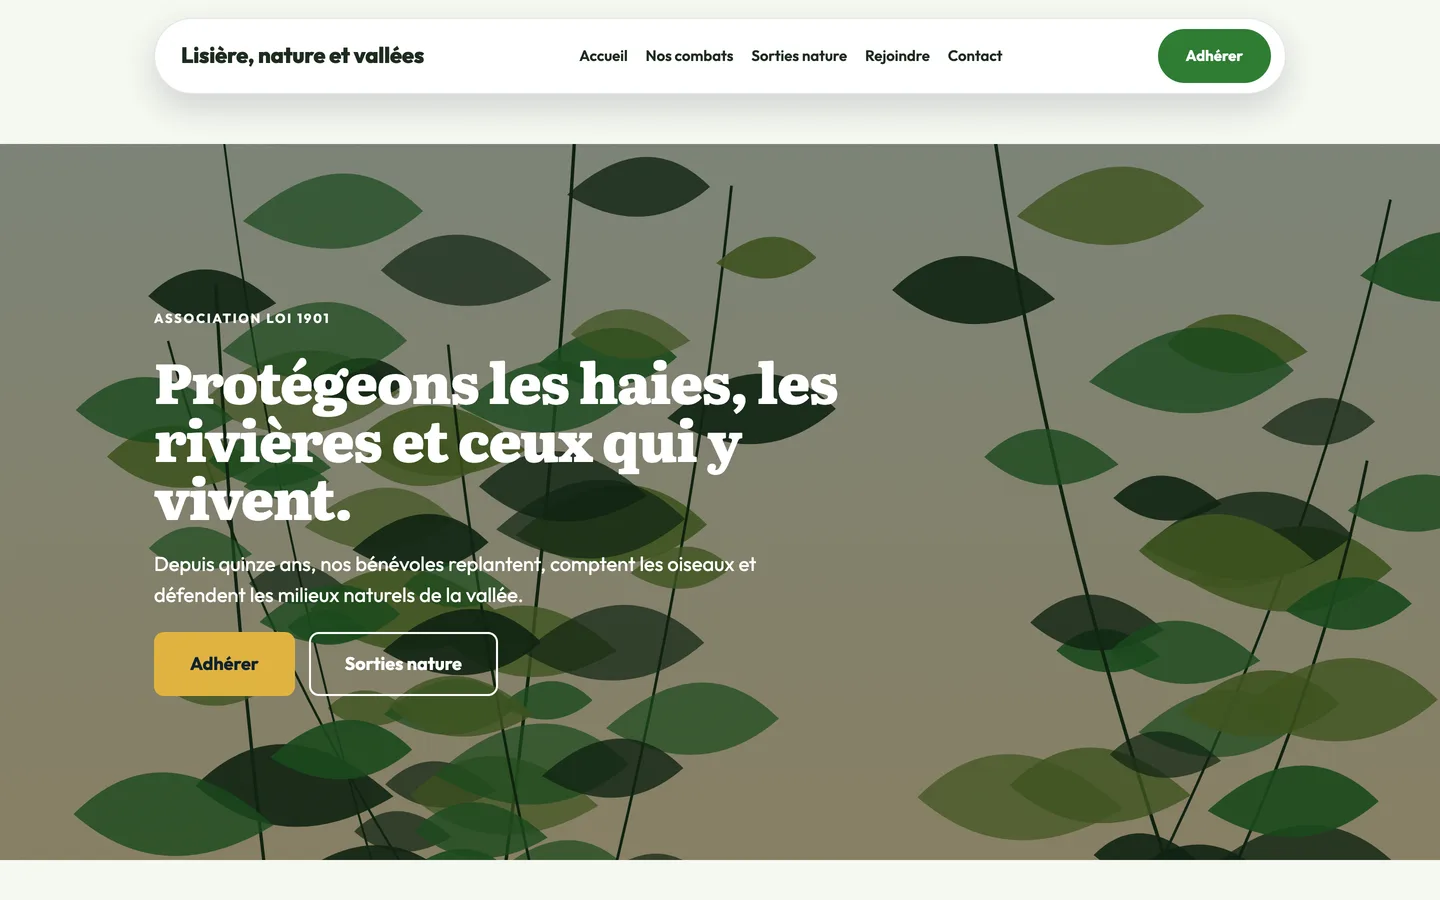 Lisière, nature et vallées
Accueil Nos combats Sorties nature Rejoindre Contact
Adhérer
ASSOCIATION LOI 1901
Protégeons les haies, les
rivières et ceux qui y
vivent.
Depuis quinze ans, nos bénévoles replantent, comptent les oiseaux et
défendent les milieux naturels de la vallée.
Adhérer
Sorties nature